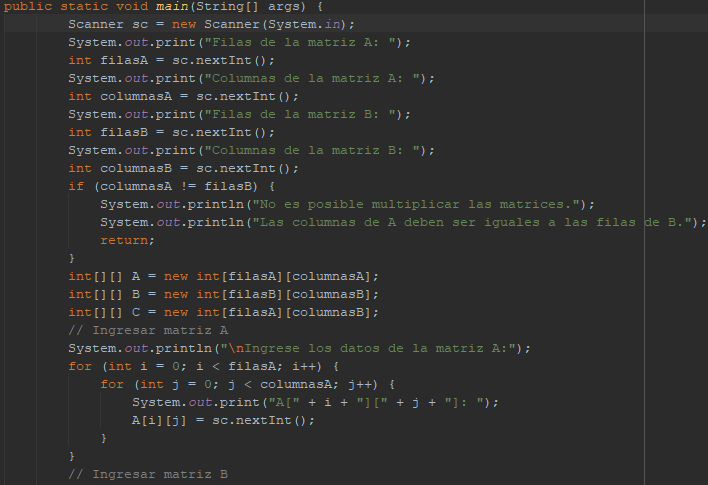 public static void main(String[] args) {
Scanner sc = new Scanner(System.in);
System.out.print("Filas de la matriz A: ");
int filasA = sc.nextInt();
System.out.print("Columnas de la matriz A: ");
int columnasA = sc.nextInt();
System.out.print("Filas de la matriz B: ");
int filasB = sc.nextInt();
System.out.print("Columnas de la matriz B: ");
int columnasB = sc.nextInt();
if (columnasA != filasB) {
System.out.println("No es posible multiplicar las matrices.");
System.out.println("Las columnas de A deben ser iguales a las filas de B.");
return;
}
int[][] A = new int[filasA][columnasA];
int[][] B = new int[filasB][columnasB];
int[][] C = new int[filasA][columnasB];
// Ingresar matriz A
System.out.println("\nIngrese los datos de la matriz A:");
for (int i = 0; i < filasA; i++) {
for (int j = 0; j < columnasA; j++) {
System.out.print("A[" + i + "][" + j + "]: ");
A[i][j] = sc.nextInt();
}
}
// Ingresar matriz B